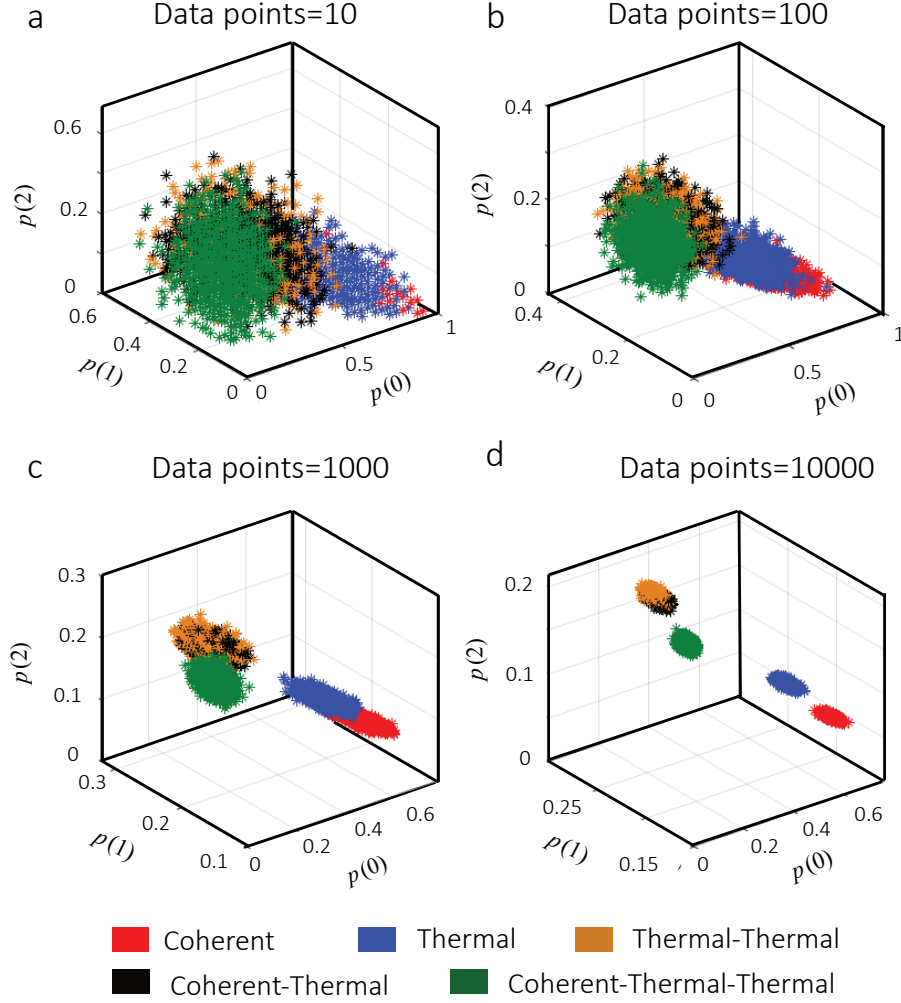 a Data points=10
b Data points=100
0.6
0.2
0
p(2)
0.6
0.4
0.2
0
p(1)
0
0.5
1
p(0)
0.4
0.2
0
p(2)
0.4
0.2
0
p(1)
0
0.5
1
p(0)
c Data points=1000
d Data points=10000
0.3
0.2
0.1
0
p(2)
0.3
0.2
0.1
p(1)
0
0.2
0.4
0.6
p(0)
0.2
0.1
0
p(2)
0.25
0.15
p(1)
0
0.2
0.4
0.6
p(0)
Coherent
Thermal
Thermal-Thermal
Coherent-Thermal
Coherent-Thermal-Thermal